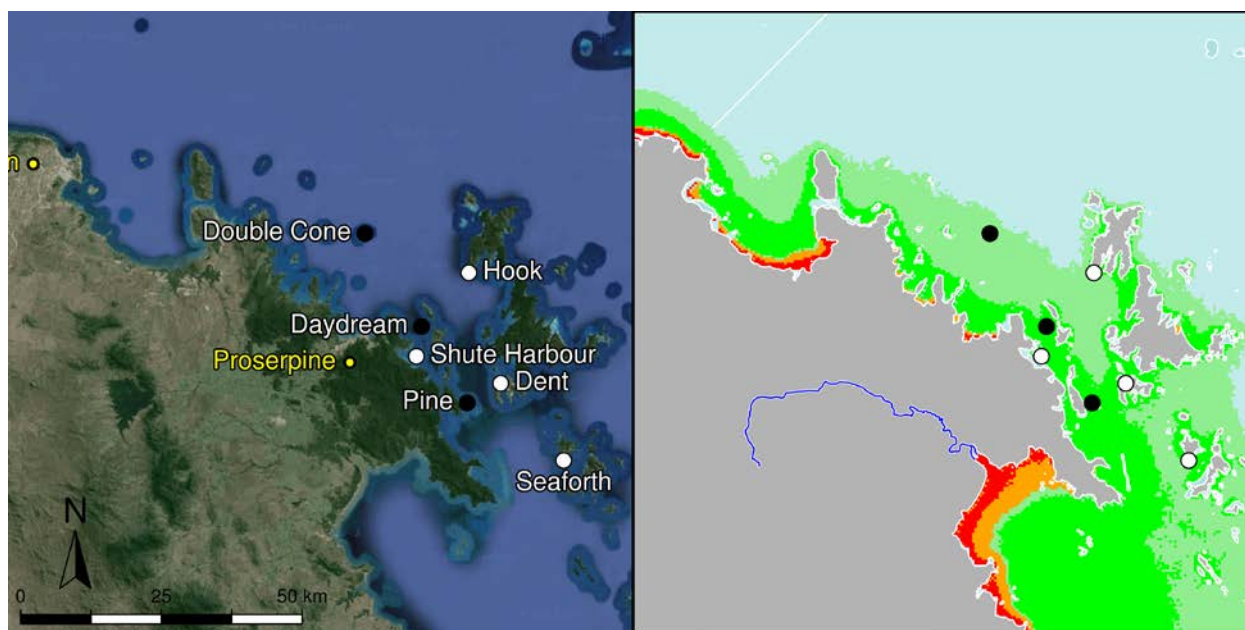 Double Cone
Hook
Daydream
Shute Harbour
Proserpine
Dent
Pine
Seaforth
N
0 25 50 km